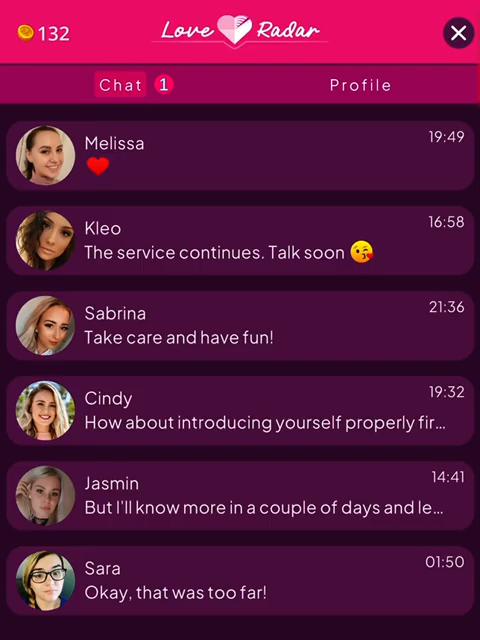 132
Love Radar
Chat 1
Profile
Melissa
19:49
Kleo
16:58
The service continues. Talk soon 😘
Sabrina
21:36
Take care and have fun!
Cindy
19:32
How about introducing yourself properly fir...
Jasmin
14:41
But I'll know more in a couple of days and le...
Sara
01:50
Okay, that was too far!